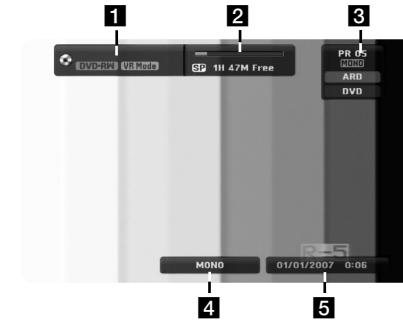 1 2 3
DVD-RW VR Mode
SP 1H 47M Free
PR 05
MONO
ARD
DVD
R-5
MONO
01/01/2007 0:06
4 5